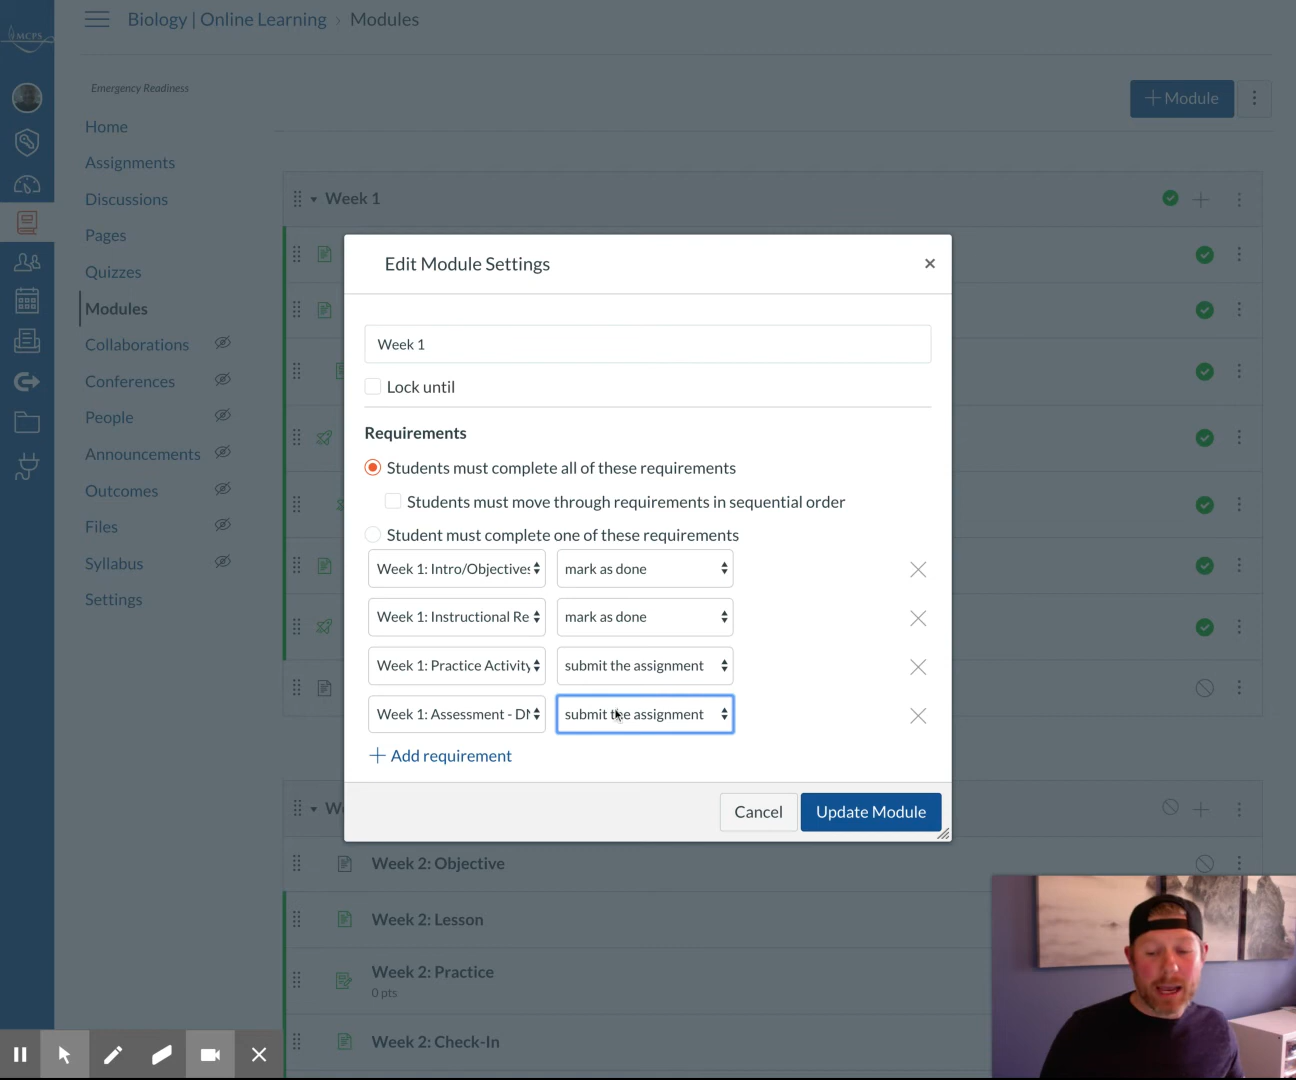 Biology | Online Learning › Modules
MCPS
Emergency Readiness
+ Module
Home
Assignments
Discussions
Pages
Quizzes
Modules
Collaborations
Conferences
People
Announcements
Outcomes
Files
Syllabus
Settings
Week 1
Edit Module Settings
Week 1
Lock until
Requirements
Students must complete all of these requirements
Students must move through requirements in sequential order
Student must complete one of these requirements
Week 1: Intro/Objectives mark as done
Week 1: Instructional Re mark as done
Week 1: Practice Activity submit the assignment
Week 1: Assessment - DN submit the assignment
+ Add requirement
Cancel Update Module
We
Week 2: Objective
Week 2: Lesson
Week 2: Practice
0 pts
Week 2: Check-In